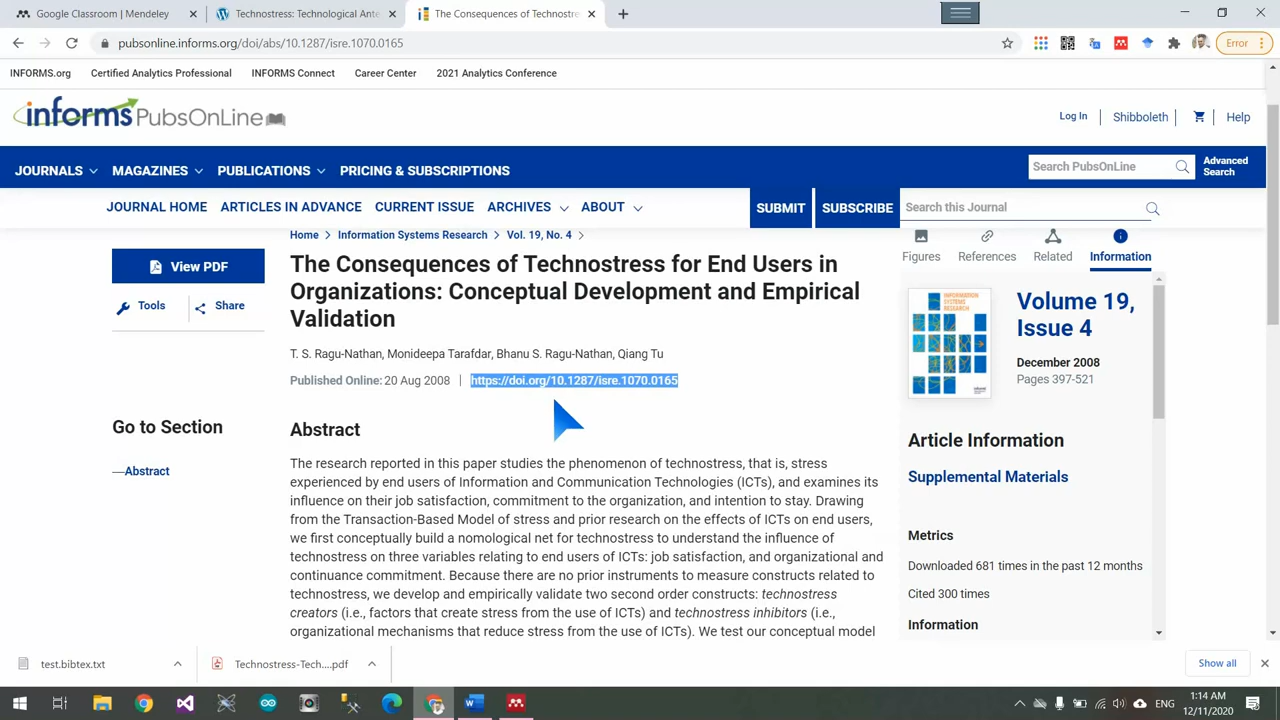 Google Classroom | Mendeley
Technostress: Technological Ante
The Consequences of Technostre
pubsonline.informs.org/doi/abs/10.1287/isre.1070.0165
Error
INFORMS.org
Certified Analytics Professional
INFORMS Connect
Career Center
2021 Analytics Conference
informs PubsOnLine
Log In
Shibboleth
Help
JOURNALS
MAGAZINES
PUBLICATIONS
PRICING & SUBSCRIPTIONS
Search PubsOnLine
Advanced
Search
JOURNAL HOME
ARTICLES IN ADVANCE
CURRENT ISSUE
ARCHIVES
ABOUT
SUBMIT
SUBSCRIBE
Search this Journal
Home
Information Systems Research
Vol. 19, No. 4
View PDF
Tools
Share
Go to Section
—Abstract
The Consequences of Technostress for End Users in
Organizations: Conceptual Development and Empirical
Validation
T. S. Ragu-Nathan, Monideepa Tarafdar, Bhanu S. Ragu-Nathan, Qiang Tu
Published Online: 20 Aug 2008 | https://doi.org/10.1287/isre.1070.0165
Abstract
The research reported in this paper studies the phenomenon of technostress, that is, stress
experienced by end users of Information and Communication Technologies (ICTs), and examines its
influence on their job satisfaction, commitment to the organization, and intention to stay. Drawing
from the Transaction-Based Model of stress and prior research on the effects of ICTs on end users,
we first conceptually build a nomological net for technostress to understand the influence of
technostress on three variables relating to end users of ICTs: job satisfaction, and organizational and
continuance commitment. Because there are no prior instruments to measure constructs related to
technostress, we develop and empirically validate two second order constructs: technostress
creators (i.e., factors that create stress from the use of ICTs) and technostress inhibitors (i.e.,
organizational mechanisms that reduce stress from the use of ICTs). We test our conceptual model
Figures
References
Related
Information
INFORMATION
SYSTEMS
RESEARCH
Volume 19,
Issue 4
December 2008
Pages 397-521
Article Information
Supplemental Materials
Metrics
Downloaded 681 times in the past 12 months
Cited 300 times
Information
test.bibtex.txt
Technostress-Tech....pdf
Show all
ENG
1:14 AM
12/11/2020